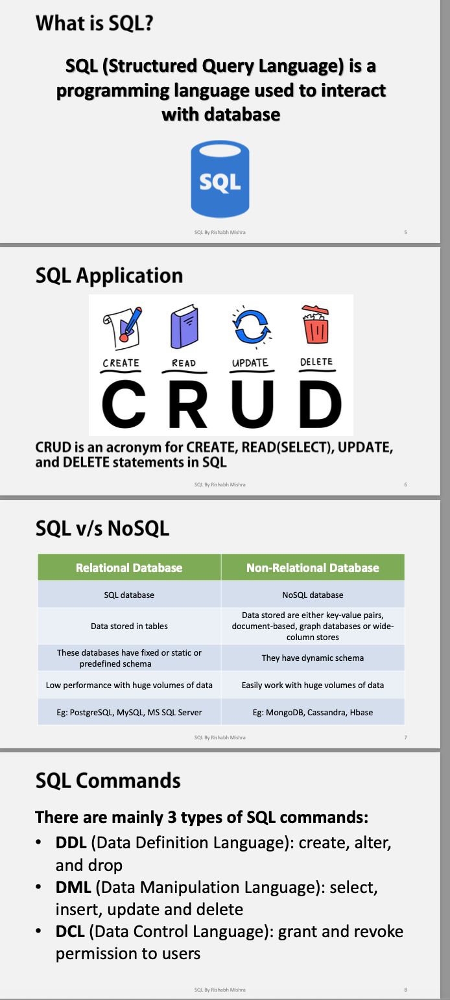 What is SQL?
SQL (Structured Query Language) is a
programming language used to interact
with database
SQL
SQL By Rishabh Mishra
5
SQL Application
CREATE READ UPDATE DELETE
CRUD
CRUD is an acronym for CREATE, READ(SELECT), UPDATE,
and DELETE statements in SQL
SQL By Rishabh Mishra
6
SQL v/s NoSQL
Relational Database
Non-Relational Database
SQL database
NoSQL database
Data stored in tables
Data stored are either key-value pairs,
document-based, graph databases or wide-
column stores
These databases have fixed or static or
predefined schema
They have dynamic schema
Low performance with huge volumes of data
Easily work with huge volumes of data
Eg: PostgreSQL, MySQL, MS SQL Server
Eg: MongoDB, Cassandra, Hbase
SQL By Rishabh Mishra
7
SQL Commands
There are mainly 3 types of SQL commands:
• DDL (Data Definition Language): create, alter,
and drop
• DML (Data Manipulation Language): select,
insert, update and delete
• DCL (Data Control Language): grant and revoke
permission to users
SQL By Rishabh Mishra
8